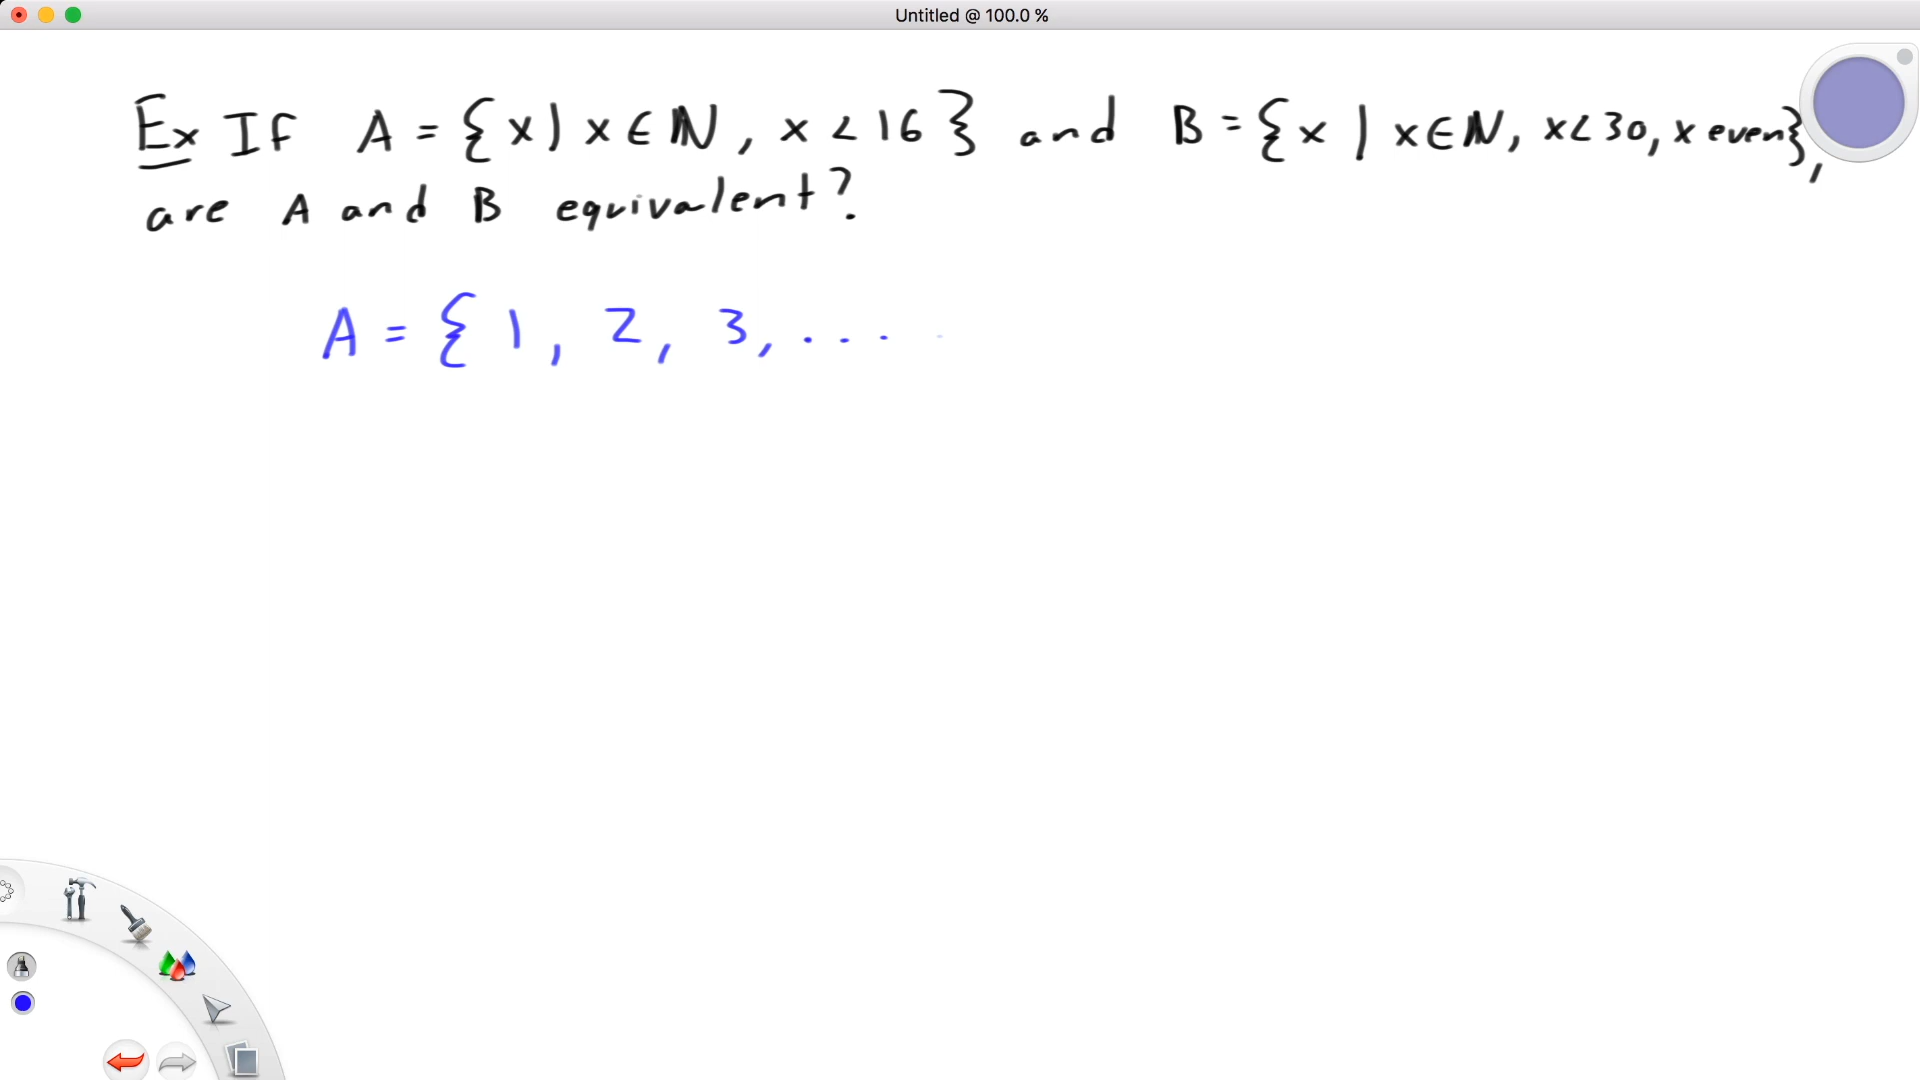 Untitled @ 100.0 %
Ex If A = {x | x ∈ ℕ, x < 16} and B = {x | x ∈ ℕ, x < 30, x even},
are A and B equivalent?
A = { 1, 2, 3, ....